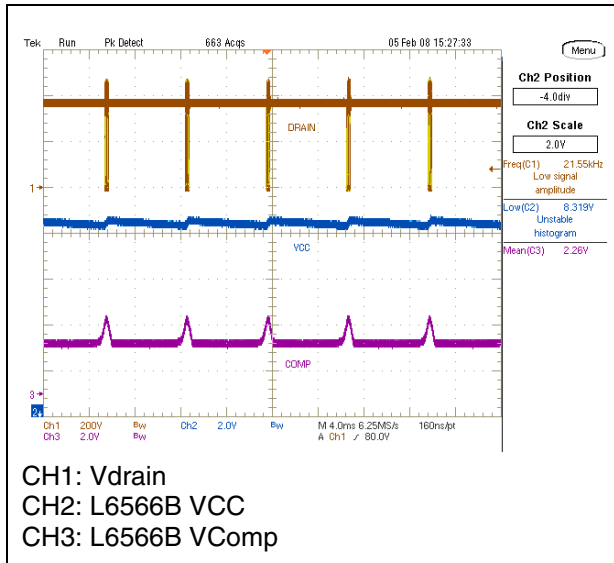 Tek Run Pk Detect 663 Acqs 05 Feb 08 15:27:33
Menu
Ch2 Position
-4.0div
Ch2 Scale
2.0V
DRAIN
Freq(C1) 21.55kHz
Low signal
amplitude
1
Low(C2) 8.319V
Unstable
histogram
VCC
Mean(C3) 2.26V
COMP
3
2
Ch1 200V Bw Ch2 2.0V Bw M 4.0ms 6.25MS/s 160ns/pt
Ch3 2.0V Bw A Ch1 / 80.0V
CH1: Vdrain
CH2: L6566B VCC
CH3: L6566B VComp